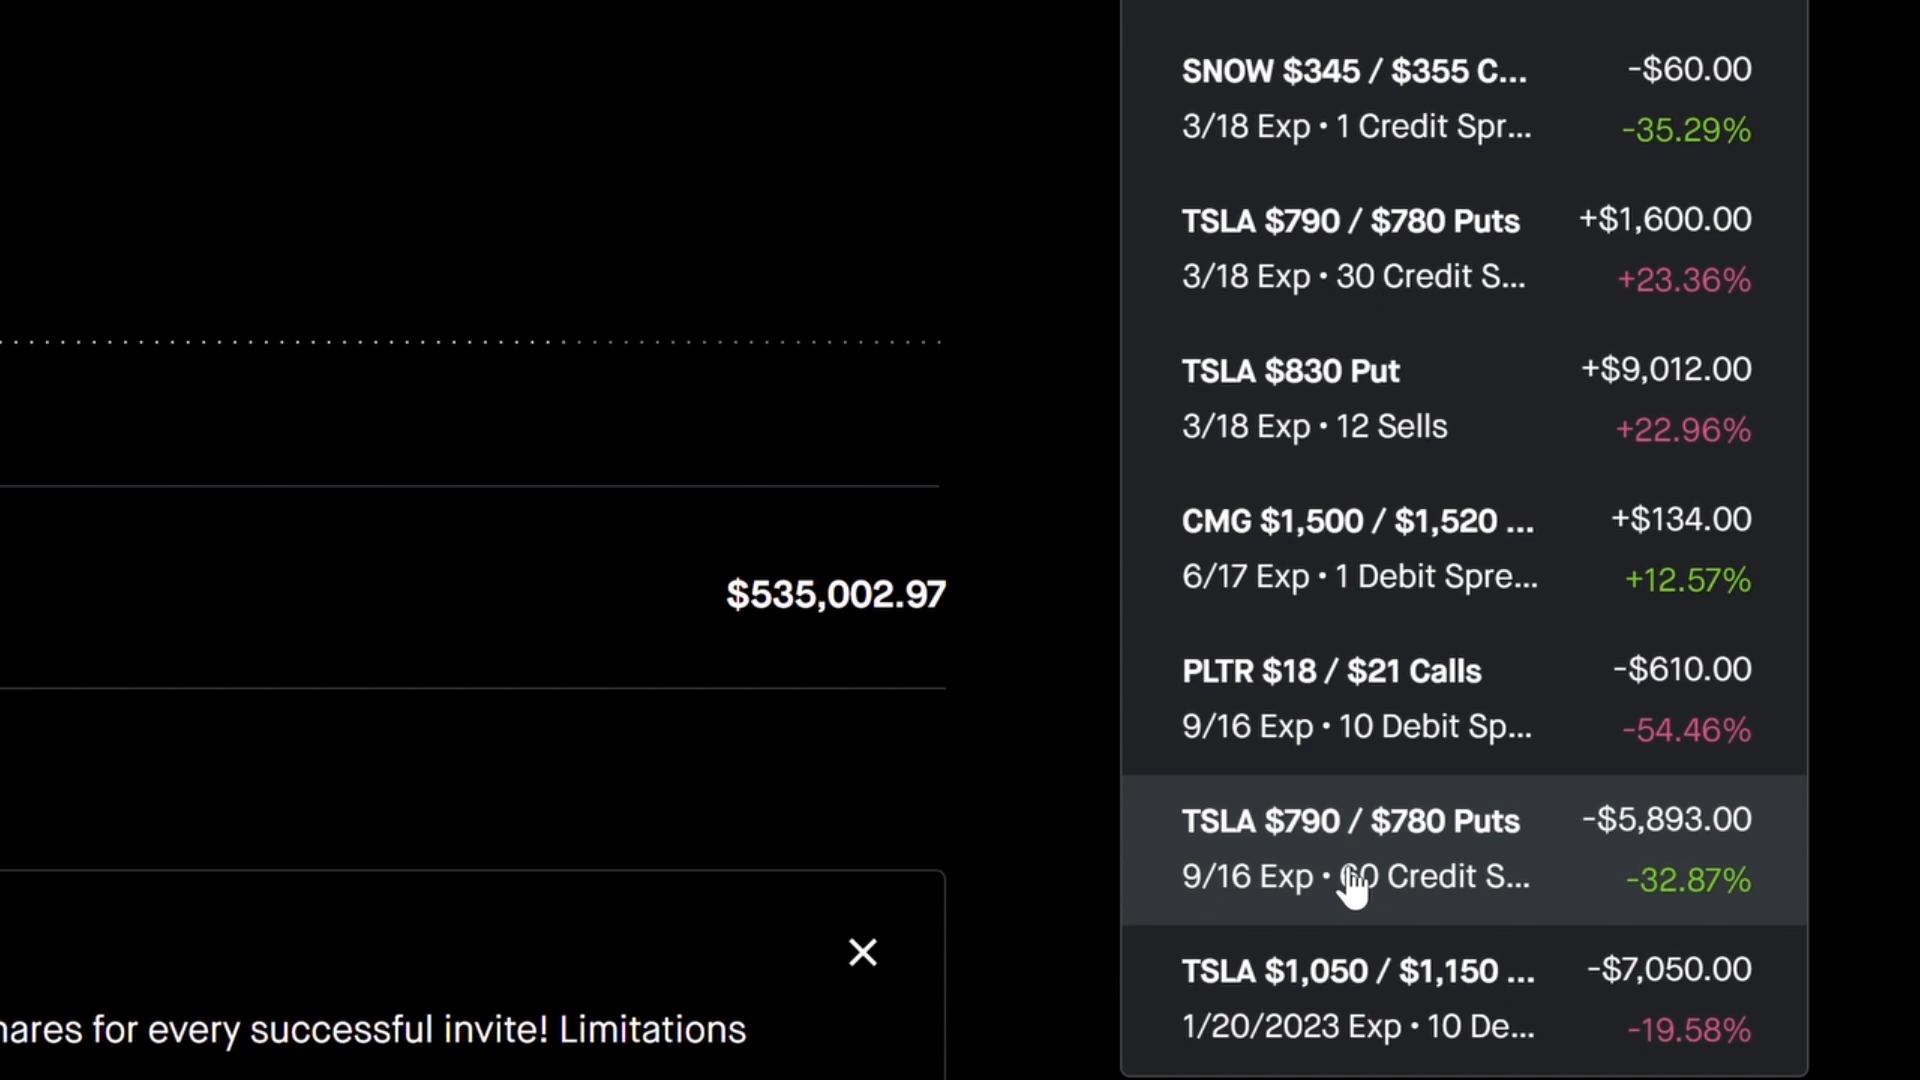 SNOW $345 / $355 C... -$60.00
3/18 Exp • 1 Credit Spr... -35.29%
TSLA $790 / $780 Puts +$1,600.00
3/18 Exp • 30 Credit S... +23.36%
TSLA $830 Put +$9,012.00
3/18 Exp • 12 Sells +22.96%
CMG $1,500 / $1,520 ... +$134.00
6/17 Exp • 1 Debit Spre... +12.57%
$535,002.97
PLTR $18 / $21 Calls -$610.00
9/16 Exp • 10 Debit Sp... -54.46%
TSLA $790 / $780 Puts -$5,893.00
9/16 Exp • Credit S... -32.87%
TSLA $1,050 / $1,150 ... -$7,050.00
1/20/2023 Exp • 10 De... -19.58%
hares for every successful invite! Limitations